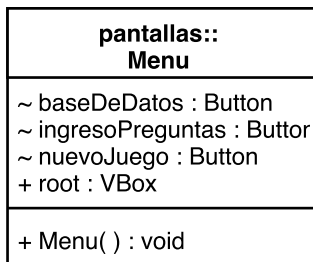 pantallas::
Menu
~ baseDeDatos : Button
~ ingresoPreguntas : Buttor
~ nuevoJuego : Button
+ root : VBox
+ Menu( ) : void